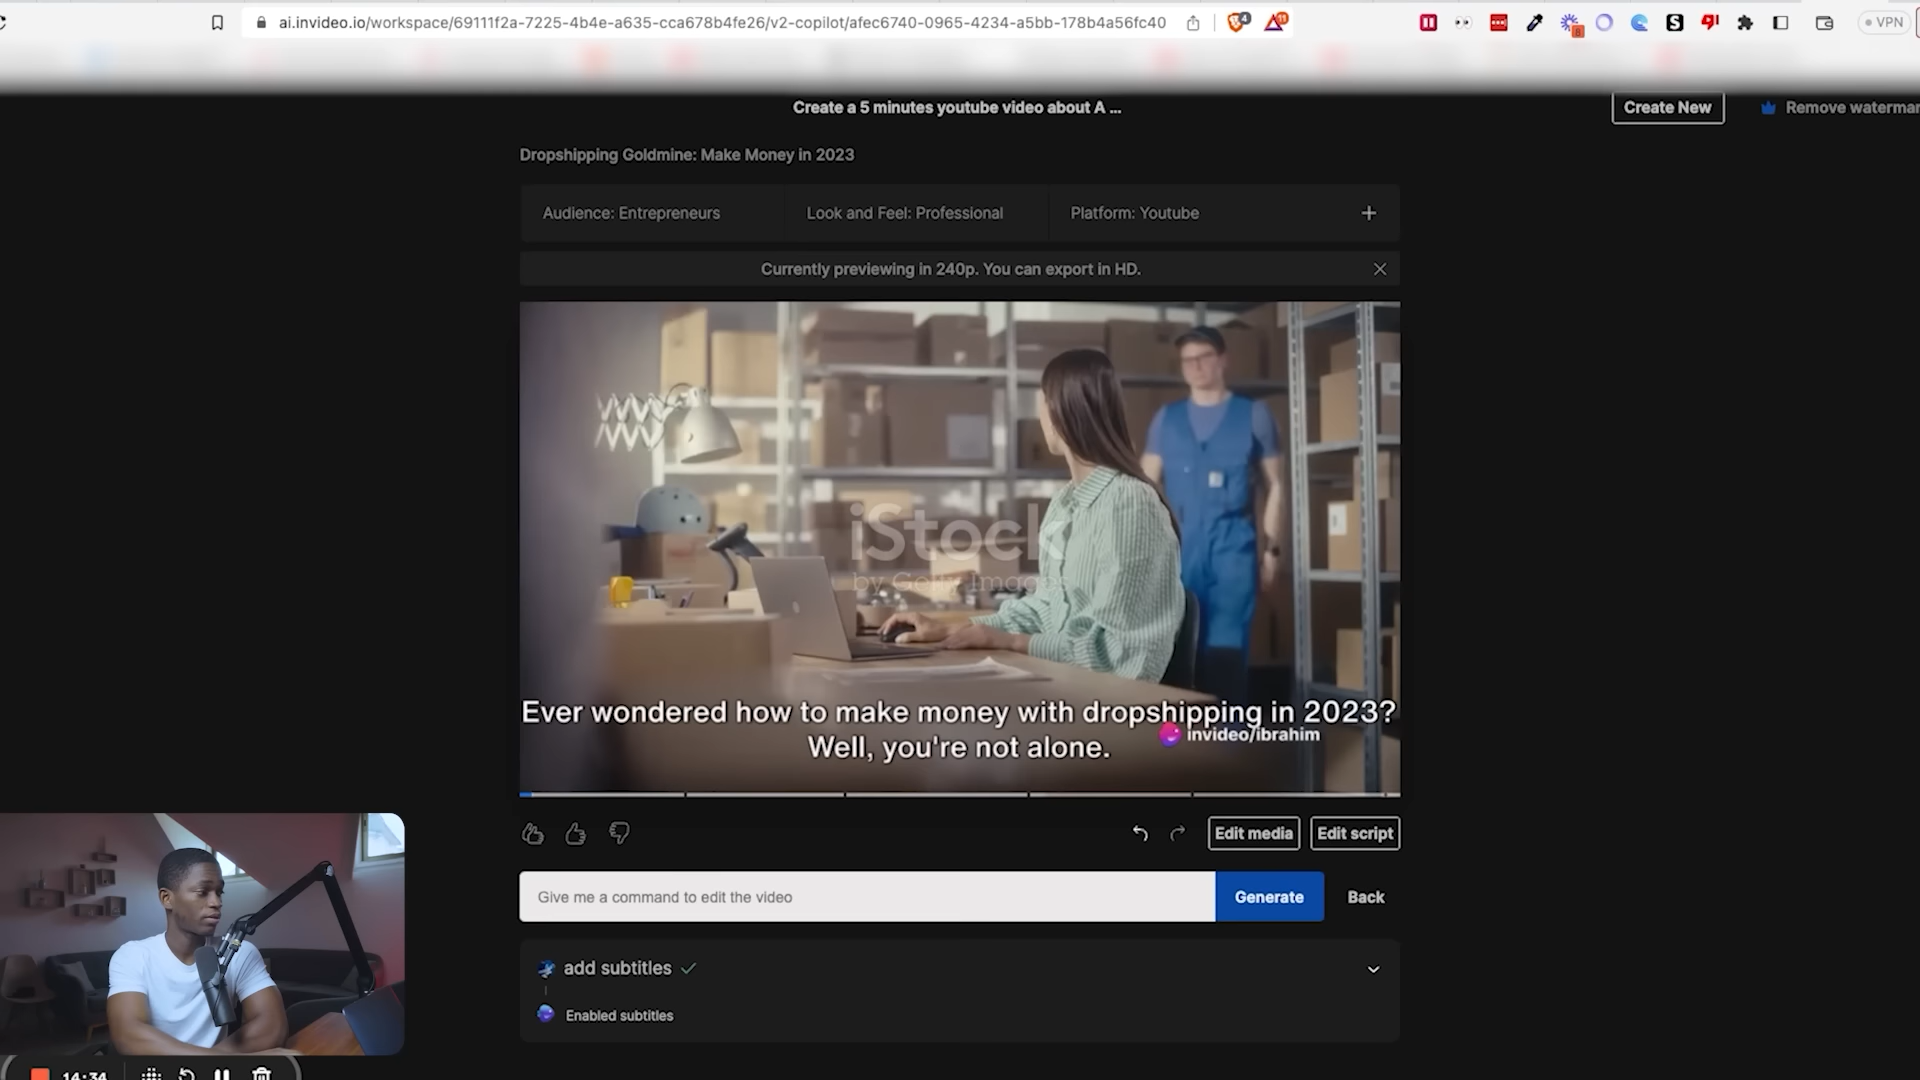 ai.invideo.io/workspace/69111f2a-7225-4b4e-a635-cca678b4fe26/v2-copilot/afec6740-0965-4234-a5bb-178b4a56fc40
4
11
8
VPN
Create a 5 minutes youtube video about A ...
Create New
Remove watermar
Dropshipping Goldmine: Make Money in 2023
Audience: Entrepreneurs
Look and Feel: Professional
Platform: Youtube
Currently previewing in 240p. You can export in HD.
iStock
by Getty Images
Ever wondered how to make money with dropshipping in 2023?
invideo/ibrahim
Well, you're not alone.
Edit media
Edit script
Give me a command to edit the video
Generate
Back
add subtitles
Enabled subtitles
14:34